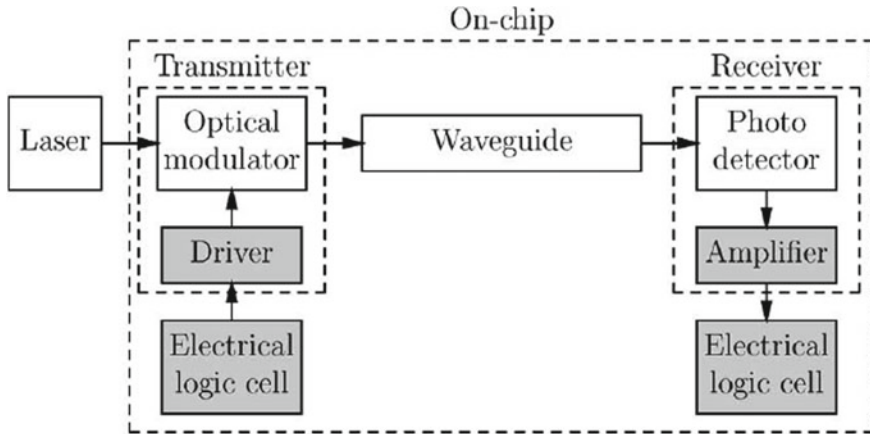 On-chip
Transmitter
Receiver
Laser
Optical
modulator
Waveguide
Photo
detector
Driver
Amplifier
Electrical
logic cell
Electrical
logic cell